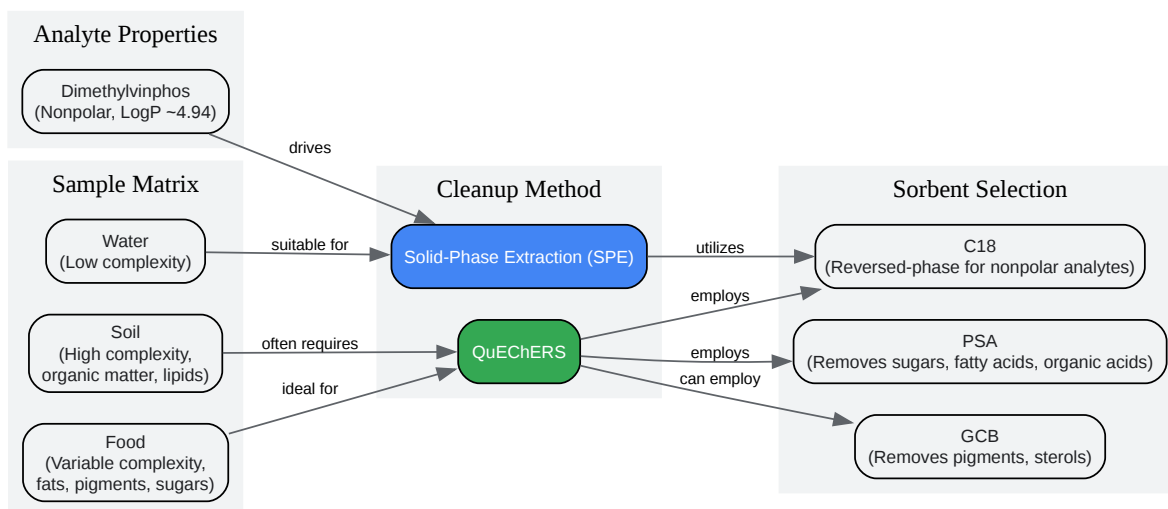 Analyte Properties
Dimethylvinphos
(Nonpolar, LogP ~4.94)
drives
Sample Matrix
Water
(Low complexity)
suitable for
Soil
(High complexity,
organic matter, lipids)
often requires
Food
(Variable complexity,
fats, pigments, sugars)
ideal for
Cleanup Method
Solid-Phase Extraction (SPE)
utilizes
QuEChERS
employs
employs
can employ
Sorbent Selection
C18
(Reversed-phase for nonpolar analytes)
PSA
(Removes sugars, fatty acids, organic acids)
GCB
(Removes pigments, sterols)